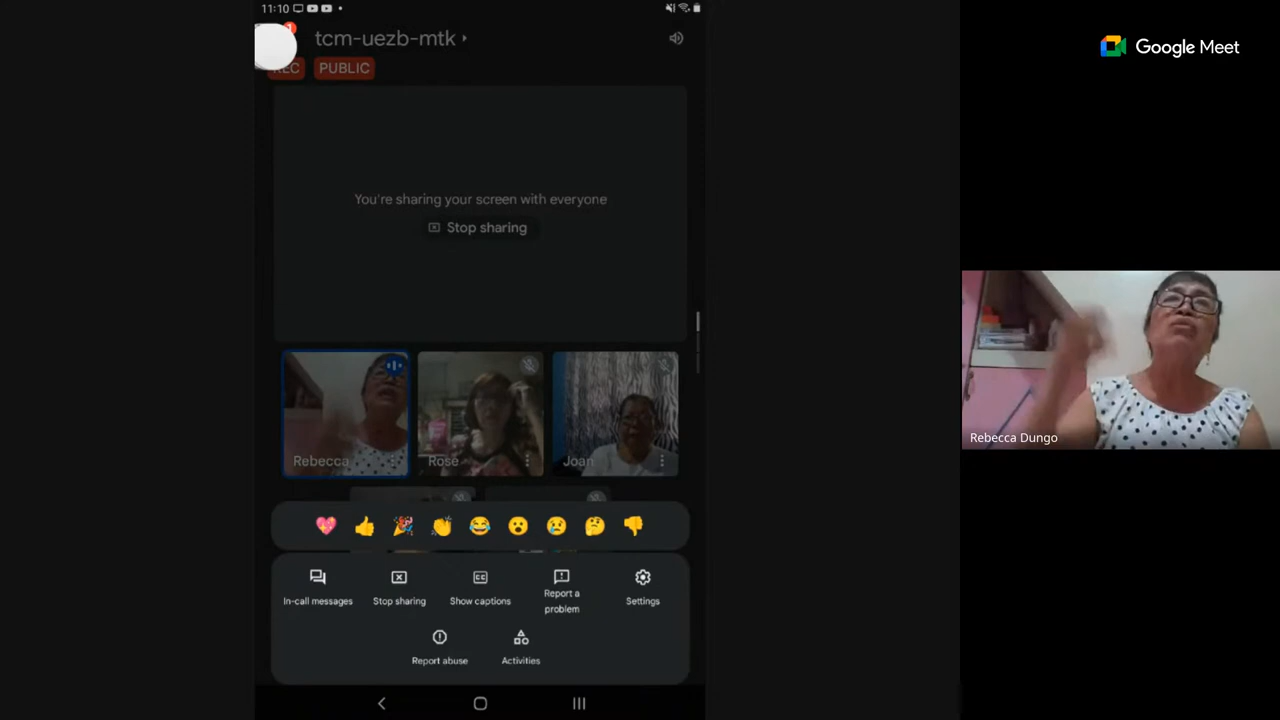 11:10
tcm-uezb-mtk
REC PUBLIC
Google Meet
You're sharing your screen with everyone
Stop sharing
Rebecca
Rose
Joan
Rebecca Dungo
In-call messages
Stop sharing
Show captions
Report a
problem
Settings
Report abuse
Activities